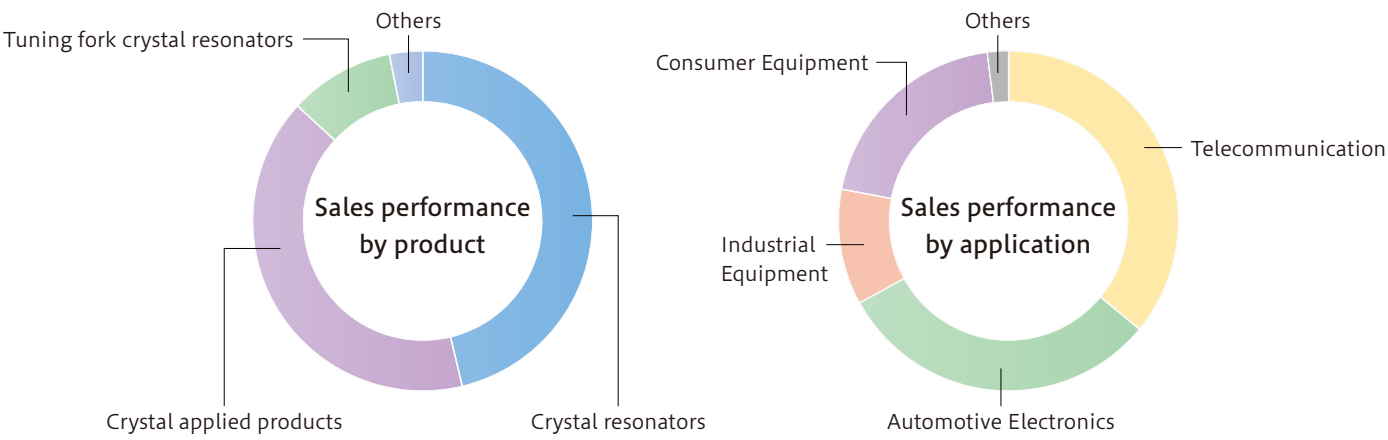 Others
Tuning fork crystal resonators
Sales performance
by product
Crystal applied products
Crystal resonators
Others
Consumer Equipment
Telecommunication
Sales performance
by application
Industrial
Equipment
Automotive Electronics